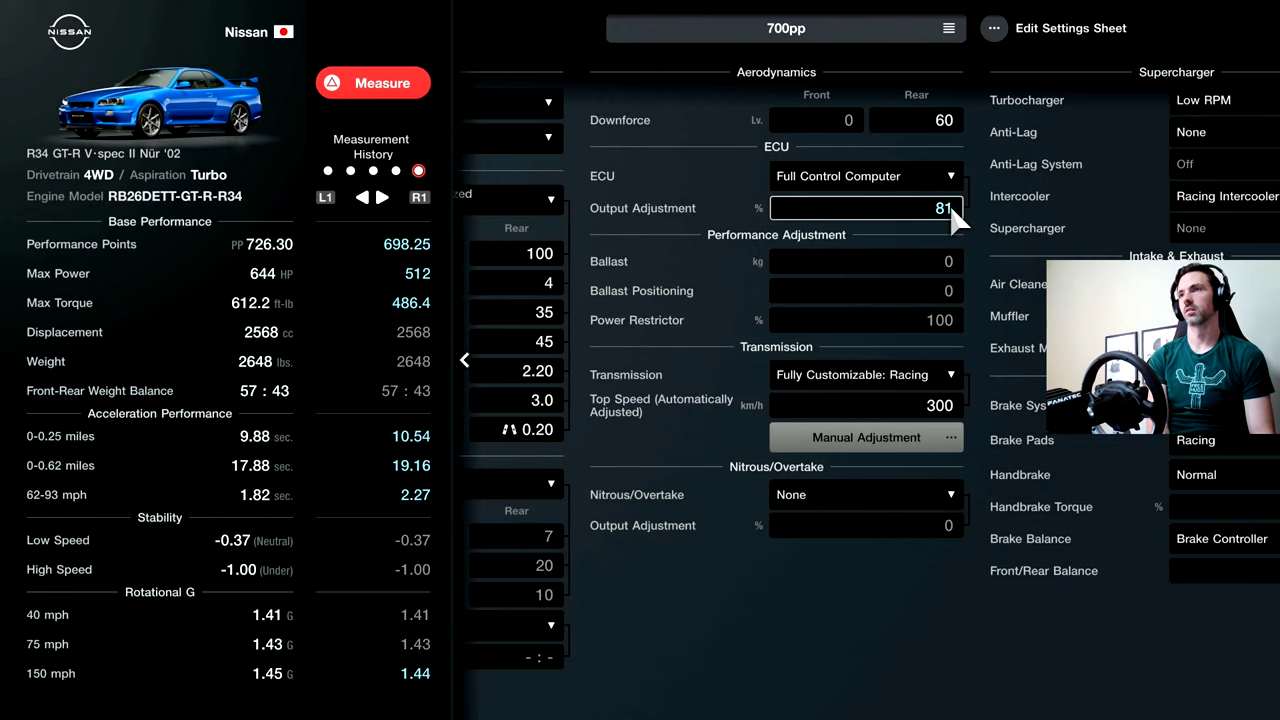 NISSAN
Nissan
R34 GT-R V·spec II Nür '02
Drivetrain 4WD / Aspiration Turbo
Engine Model RB26DETT-GT-R-R34
Measure
Measurement
History
L1 R1
Base Performance
Performance Points PP 726.30 698.25
Max Power 644 HP 512
Max Torque 612.2 ft-lb 486.4
Displacement 2568 cc 2568
Weight 2648 lbs. 2648
Front-Rear Weight Balance 57 : 43 57 : 43
Acceleration Performance
0-0.25 miles 9.88 sec. 10.54
0-0.62 miles 17.88 sec. 19.16
62-93 mph 1.82 sec. 2.27
Stability
Low Speed -0.37 (Neutral) -0.37
High Speed -1.00 (Under) -1.00
Rotational G
40 mph 1.41 G 1.41
75 mph 1.43 G 1.43
150 mph 1.45 G 1.44
zed
Rear
100
4
35
45
2.20
3.0
0.20
Rear
7
20
10
- : -
700pp
Edit Settings Sheet
Aerodynamics
Front Rear
Downforce Lv. 0 60
ECU
ECU Full Control Computer
Output Adjustment % 81
Performance Adjustment
Ballast kg 0
Ballast Positioning 0
Power Restrictor % 100
Transmission
Transmission Fully Customizable: Racing
Top Speed (Automatically
Adjusted) km/h 300
Manual Adjustment ...
Nitrous/Overtake
Nitrous/Overtake None
Output Adjustment % 0
Supercharger
Turbocharger Low RPM
Anti-Lag None
Anti-Lag System Off
Intercooler Racing Intercooler
Supercharger None
Intake & Exhaust
Air Cleane
Muffler
Exhaust M
Brake Sys
Brake Pads Racing
Handbrake Normal
Handbrake Torque %
Brake Balance Brake Controller
Front/Rear Balance
FANATEC